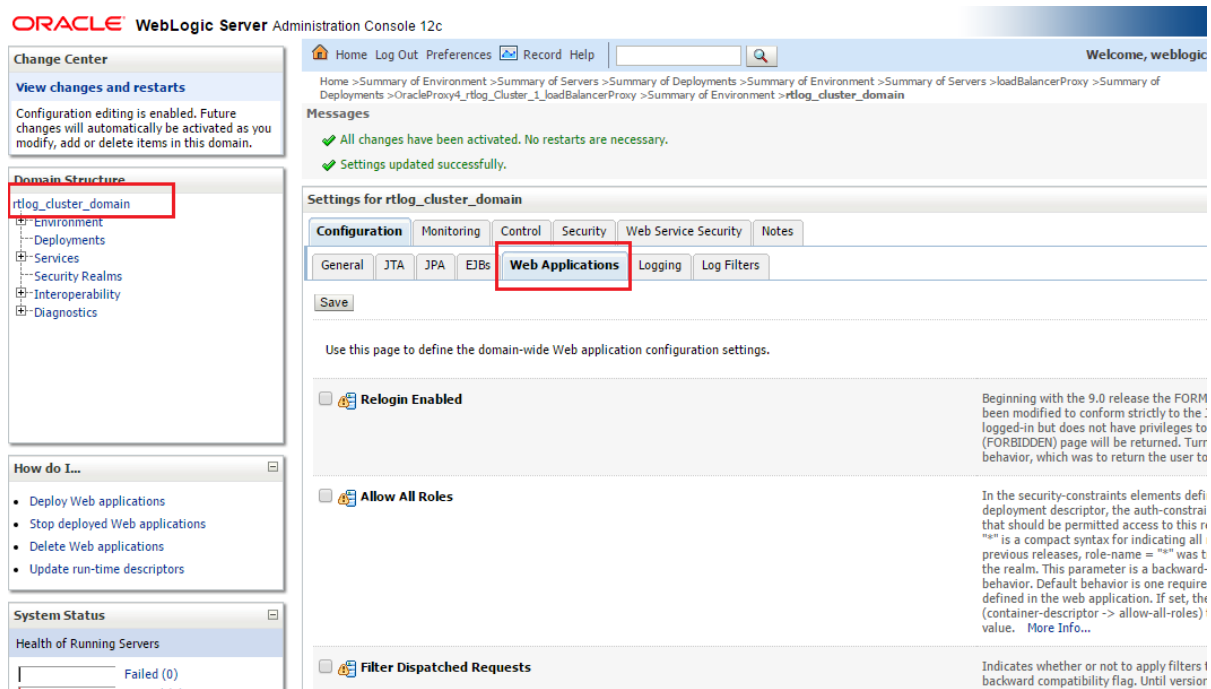 ORACLE WebLogic Server Administration Console 12c
Change Center
View changes and restarts
Configuration editing is enabled. Future
changes will automatically be activated as you
modify, add or delete items in this domain.
Domain Structure
rtlog_cluster_domain
Environment
Deployments
Services
Security Realms
Interoperability
Diagnostics
How do I...
Deploy Web applications
Stop deployed Web applications
Delete Web applications
Update run-time descriptors
System Status
Health of Running Servers
Failed (0)
Home Log Out Preferences Record Help
Welcome, weblogic
Home >Summary of Environment >Summary of Servers >Summary of Deployments >Summary of Environment >Summary of Servers >loadBalancerProxy >Summary of
Deployments >OracleProxy4_rtlog_Cluster_1_loadBalancerProxy >Summary of Environment >rtlog_cluster_domain
Messages
All changes have been activated. No restarts are necessary.
Settings updated successfully.
Settings for rtlog_cluster_domain
Configuration Monitoring Control Security Web Service Security Notes
General JTA JPA EJBs Web Applications Logging Log Filters
Save
Use this page to define the domain-wide Web application configuration settings.
Relogin Enabled
Beginning with the 9.0 release the FORM
been modified to conform strictly to the
logged-in but does not have privileges to
(FORBIDDEN) page will be returned. Turn
behavior, which was to return the user to
Allow All Roles
In the security-constraints elements defi
deployment descriptor, the auth-constrai
that should be permitted access to this r
"*" is a compact syntax for indicating all
previous releases, role-name = "*" was t
the realm. This parameter is a backward-
behavior. Default behavior is one require
defined in the web application. If set, the
(container-descriptor -> allow-all-roles)
value. More Info...
Filter Dispatched Requests
Indicates whether or not to apply filters
backward compatibility flag. Until version